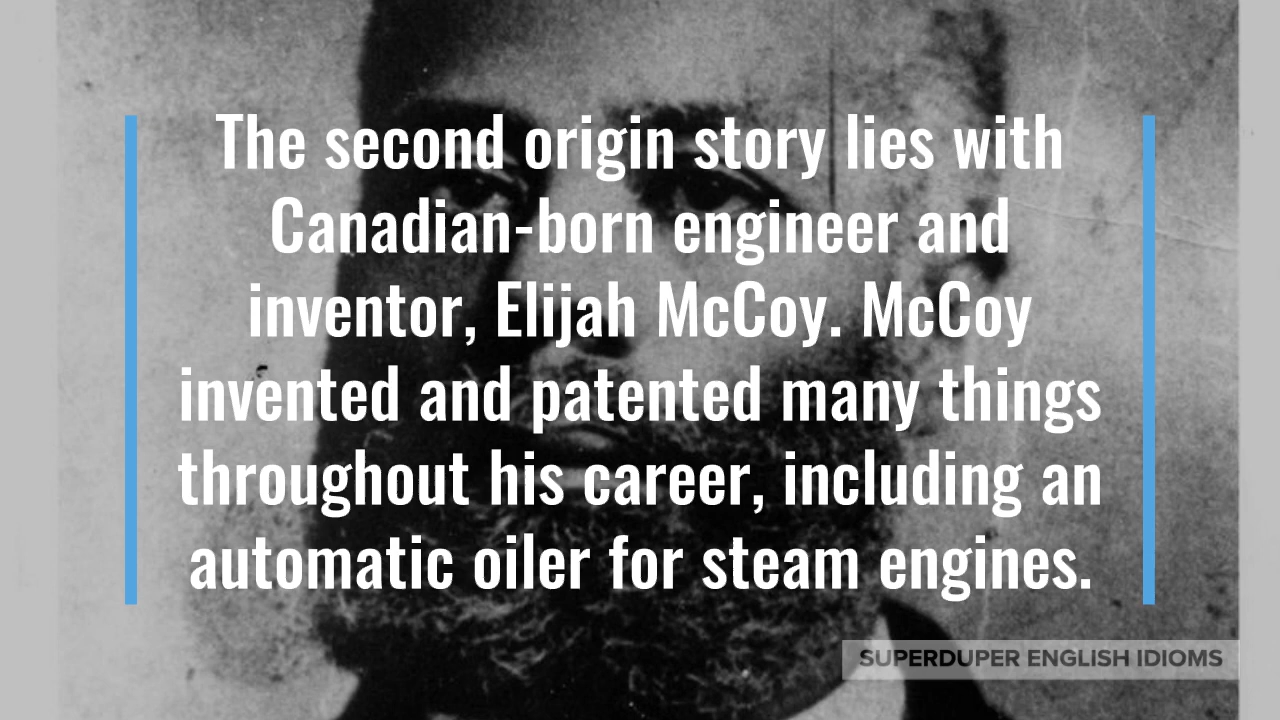 The second origin story lies with
Canadian-born engineer and
inventor, Elijah McCoy. McCoy
invented and patented many things
throughout his career, including an
automatic oiler for steam engines.
SUPERDUPER ENGLISH IDIOMS